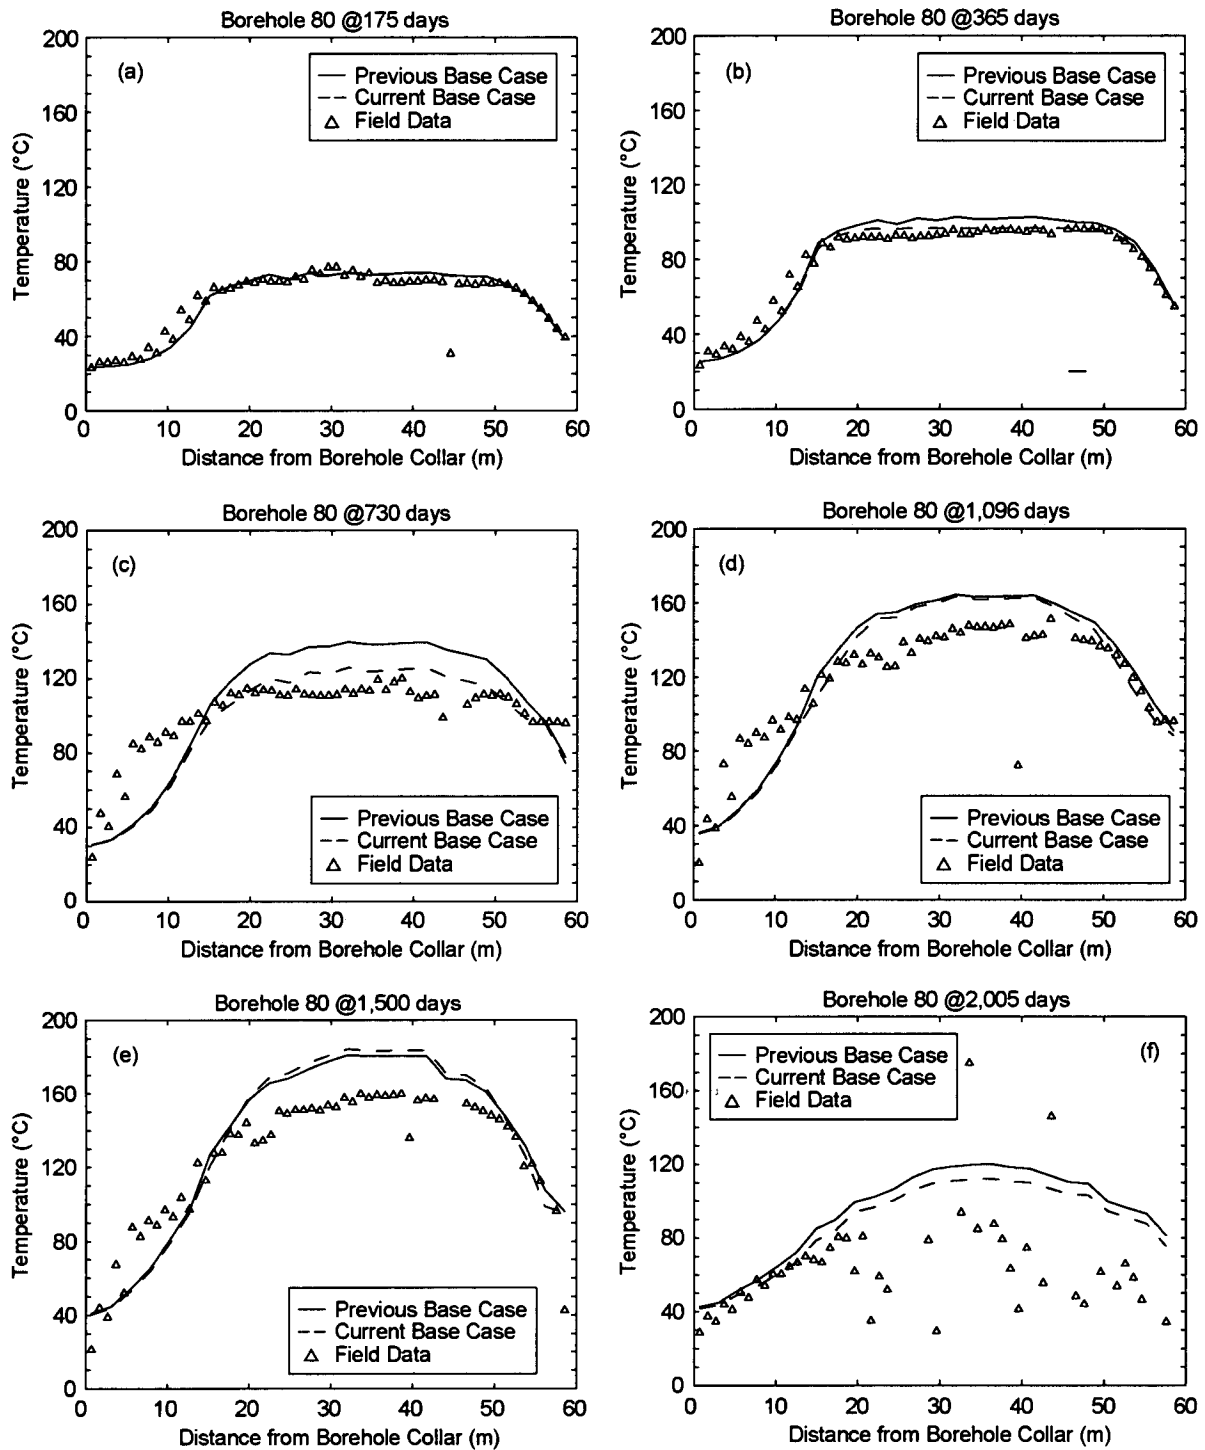 Borehole 80 @175 days
(a)
Previous Base Case
Current Base Case
Field Data
Temperature (°C)
200
160
120
80
40
0
0 10 20 30 40 50 60
Distance from Borehole Collar (m)
Borehole 80 @365 days
(b)
Previous Base Case
Current Base Case
Field Data
Temperature (°C)
200
160
120
80
40
0
0 10 20 30 40 50 60
Distance from Borehole Collar (m)
Borehole 80 @730 days
(c)
Temperature (°C)
200
160
120
80
40
0
Previous Base Case
Current Base Case
Field Data
0 10 20 30 40 50 60
Distance from Borehole Collar (m)
Borehole 80 @1,096 days
(d)
Temperature (°C)
200
160
120
80
40
0
Previous Base Case
Current Base Case
Field Data
0 10 20 30 40 50 60
Distance from Borehole Collar (m)
Borehole 80 @1,500 days
(e)
Temperature (°C)
200
160
120
80
40
0
Previous Base Case
Current Base Case
Field Data
0 10 20 30 40 50 60
Distance from Borehole Collar (m)
Borehole 80 @2,005 days
Previous Base Case
Current Base Case
Field Data
(f)
Temperature (°C)
200
160
120
80
40
0
0 10 20 30 40 50 60
Distance from Borehole Collar (m)